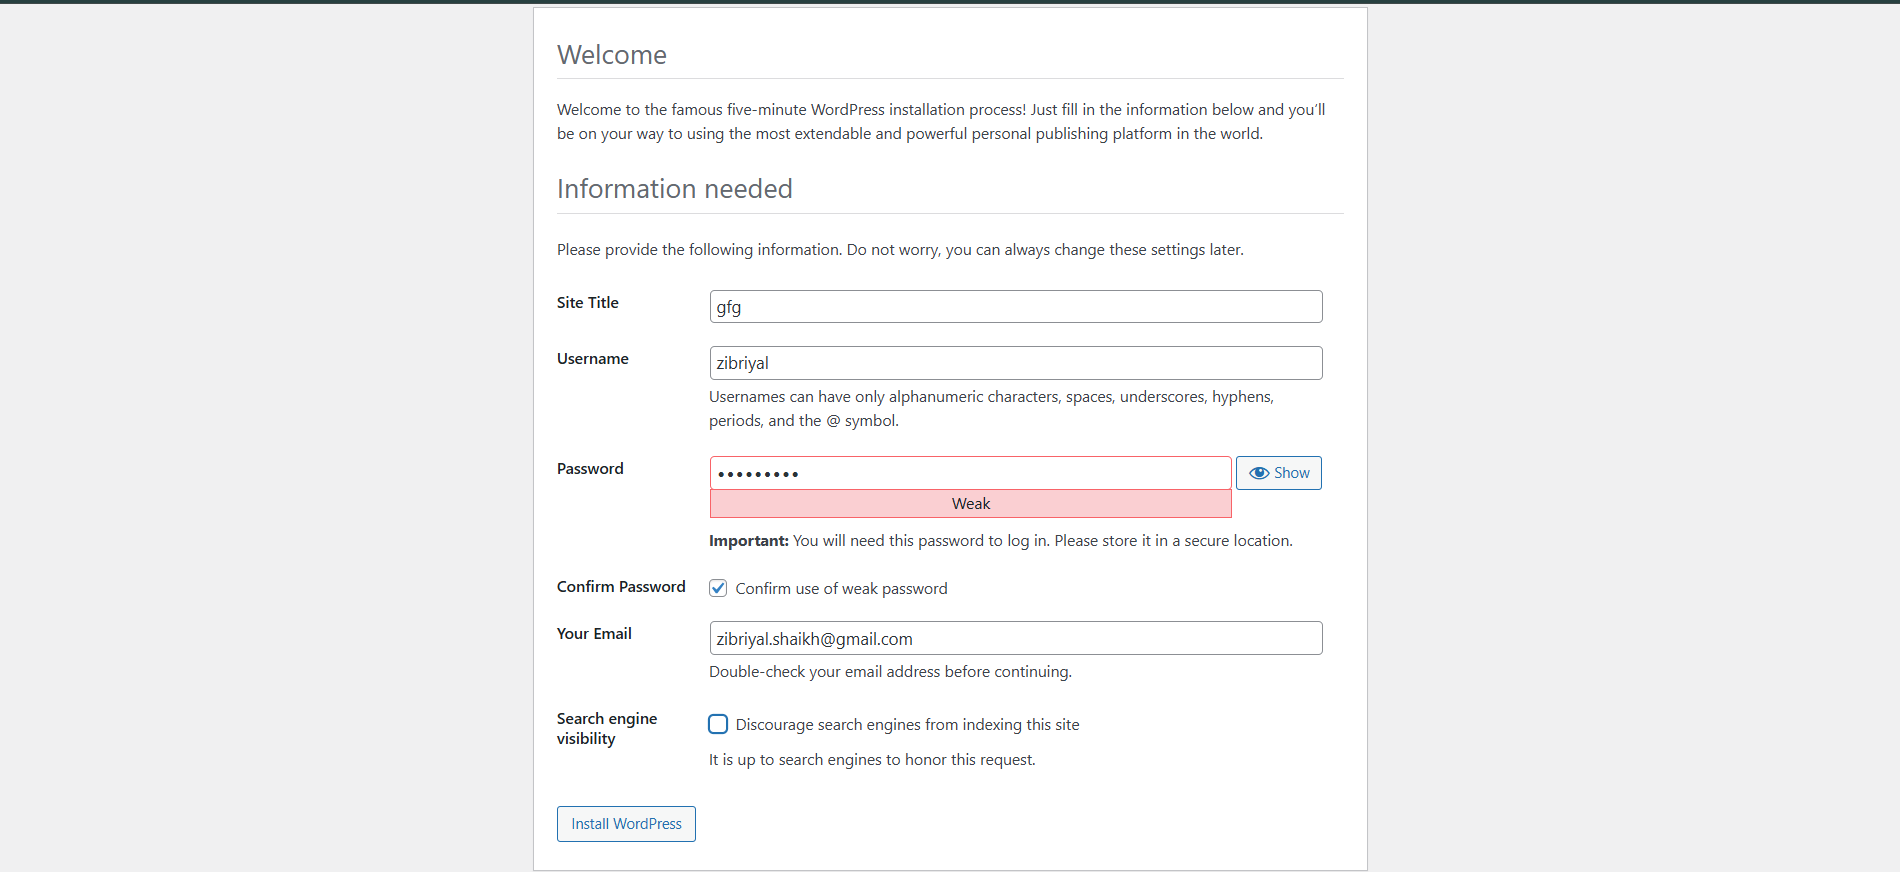 Welcome
Welcome to the famous five-minute WordPress installation process! Just fill in the information below and you’ll
be on your way to using the most extendable and powerful personal publishing platform in the world.
Information needed
Please provide the following information. Do not worry, you can always change these settings later.
Site Title
gfg
Username
zibriyal
Usernames can have only alphanumeric characters, spaces, underscores, hyphens,
periods, and the @ symbol.
Password
•••••••••
Show
Weak
Important: You will need this password to log in. Please store it in a secure location.
Confirm Password
Confirm use of weak password
Your Email
zibriyal.shaikh@gmail.com
Double-check your email address before continuing.
Search engine
visibility
Discourage search engines from indexing this site
It is up to search engines to honor this request.
Install WordPress